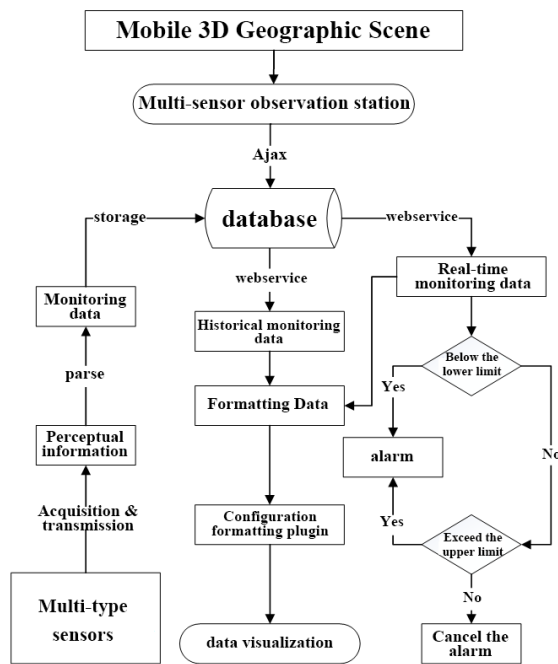 Mobile 3D Geographic Scene
Multi-sensor observation station
Ajax
storage
database
webservice
webservice
Real-time
monitoring data
Monitoring
data
Historical monitoring
data
Below the
lower limit
parse
Yes
Formatting Data
Perceptual
information
alarm
No
Acquisition &
transmission
Configuration
formatting plugin
Yes
Exceed the
upper limit
Multi-type
sensors
No
data visualization
Cancel the
alarm